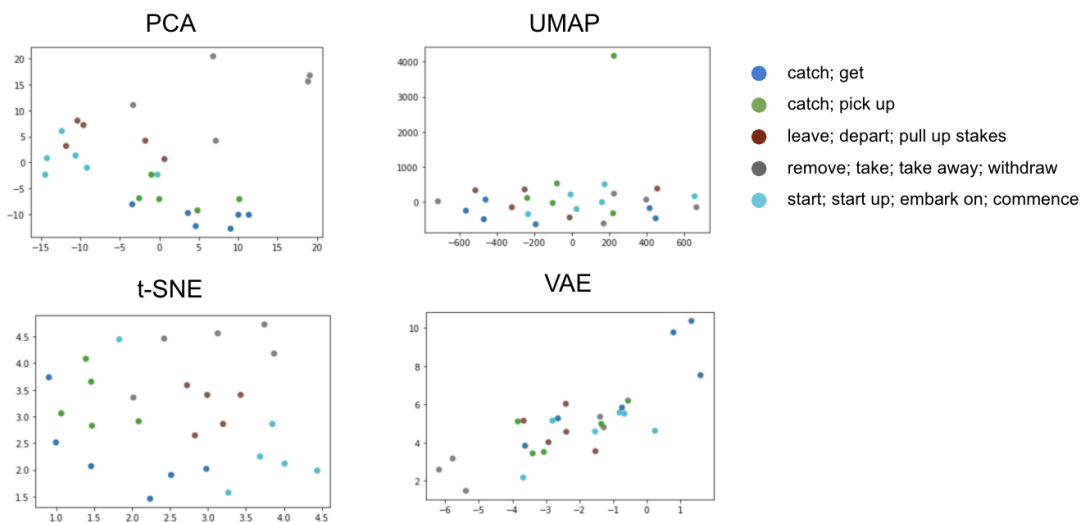 PCA
20
15
10
5
0
−5
−10
−15 −10 −5 0 5 10 15 20
UMAP
4000
3000
2000
1000
0
−600 −400 −200 0 200 400 600
catch; get
catch; pick up
leave; depart; pull up stakes
remove; take; take away; withdraw
start; start up; embark on; commence
t-SNE
4.5
4.0
3.5
3.0
2.5
2.0
1.5
1.0 1.5 2.0 2.5 3.0 3.5 4.0 4.5
VAE
10
8
6
4
2
−6 −5 −4 −3 −2 −1 0 1